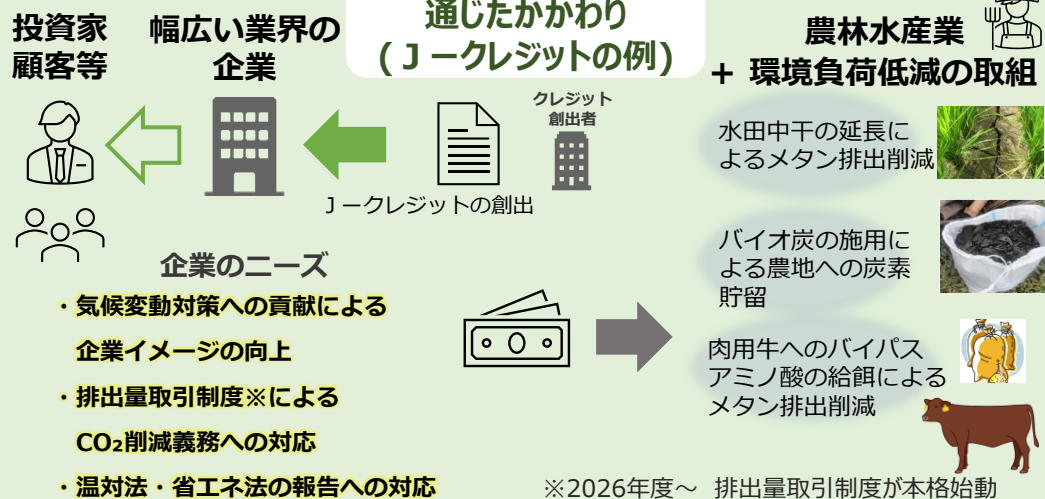 通じたかかわり
(Jークレジットの例)
投資家
顧客等
幅広い業界の
企業
農林水産業
+ 環境負荷低減の取組
クレジット
創出者
Jークレジットの創出
水田中干の延長に
よるメタン排出削減
バイオ炭の施用に
よる農地への炭素
貯留
肉用牛へのバイパス
アミノ酸の給餌による
メタン排出削減
企業のニーズ
・気候変動対策への貢献による
企業イメージの向上
・排出量取引制度※による
CO₂削減義務への対応
・温対法・省エネ法の報告への対応
※2026年度～ 排出量取引制度が本格始動